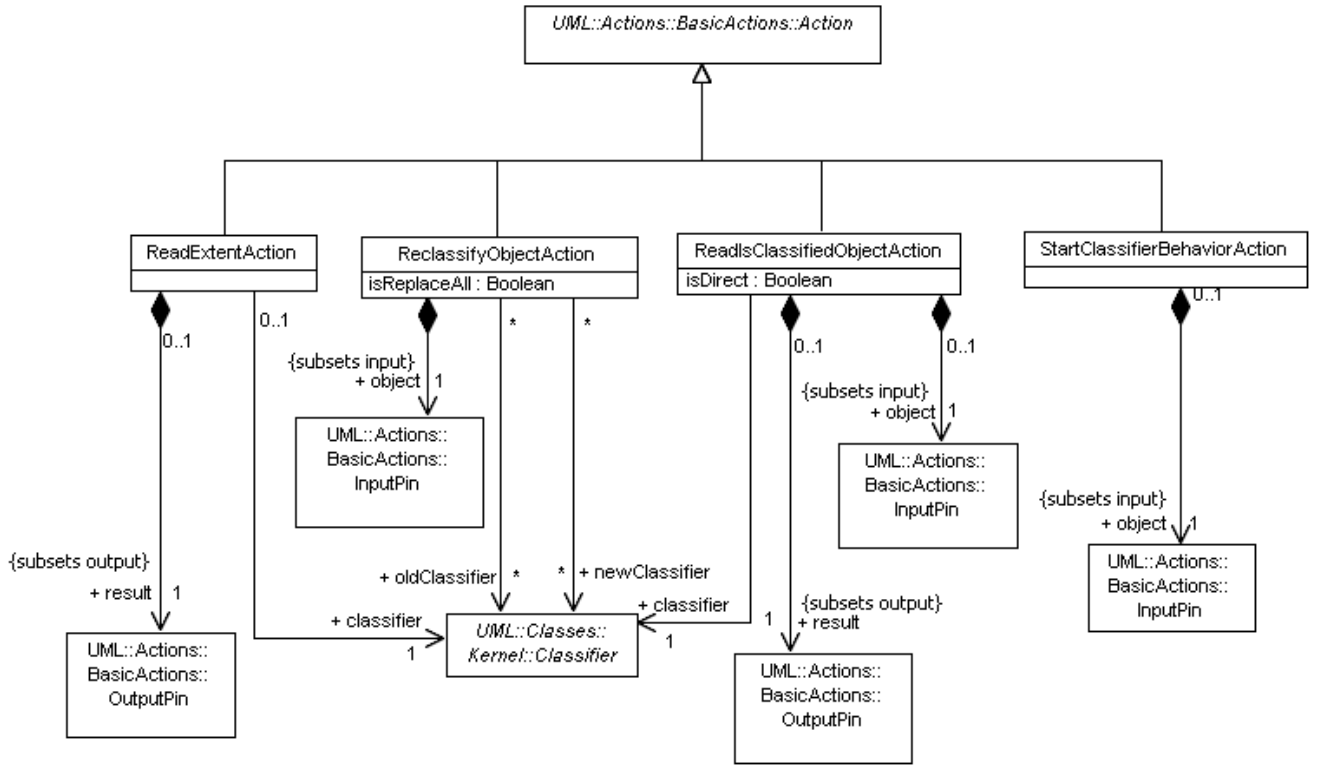 UML::Actions::BasicActions::Action
ReadExtentAction
ReclassifyObjectAction
isReplaceAll : Boolean
ReadIsClassifiedObjectAction
isDirect : Boolean
StartClassifierBehaviorAction
0..1
0..1
*
*
0..1
0..1
0..1
{subsets input}
+ object
1
UML::Actions::
BasicActions::
InputPin
{subsets input}
+ object
1
UML::Actions::
BasicActions::
InputPin
{subsets input}
+ object
1
UML::Actions::
BasicActions::
InputPin
{subsets output}
+ result
1
UML::Actions::
BasicActions::
OutputPin
+ oldClassifier
*
*
+ newClassifier
+ classifier
1
+ classifier
1
UML::Classes::
Kernel::Classifier
{subsets output}
1
+ result
UML::Actions::
BasicActions::
OutputPin